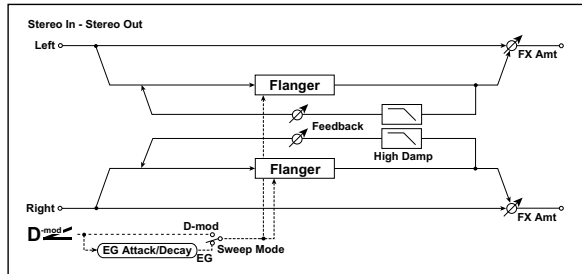 Stereo In - Stereo Out
Left
FX Amt
Flanger
Feedback
High Damp
Flanger
Right
FX Amt
D-mod
D-mod
EG Attack/Decay
EG
Sweep Mode